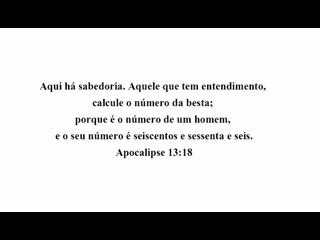 Aqui há sabedoria. Aquele que tem entendimento,
calcule o número da besta;
porque é o número de um homem,
e o seu número é seiscentos e sessenta e seis.
Apocalipse 13:18